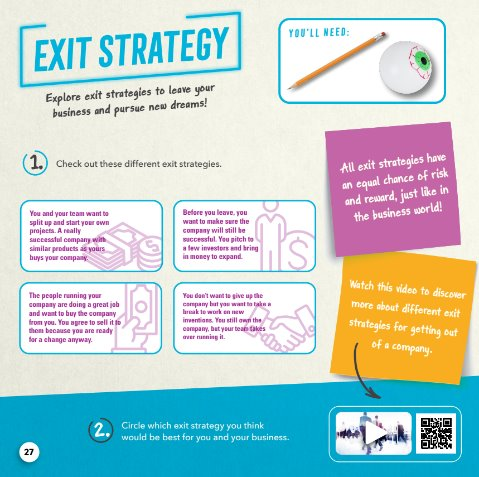 EXIT STRATEGY
Explore exit strategies to leave your
business and pursue new dreams!
YOU'LL NEED:
1. Check out these different exit strategies.
You and your team want to
split up and start your own
projects. A really
successful company with
similar products as yours
buys your company.
Before you leave, you
want to make sure the
company will still be
successful. You pitch to
a few investors and bring
in money to expand.
The people running your
company are doing a great job
and want to buy the company
from you. You agree to sell it to
them because you are ready
for a change anyway.
You don't want to give up the
company but you want to take a
break to work on new
inventions. You still own the
company, but your team takes
over running it.
All exit strategies have
an equal chance of risk
and reward, just like in
the business world!
Watch this video to discover
more about different exit
strategies for getting out
of a company.
2. Circle which exit strategy you think
would be best for you and your business.
27